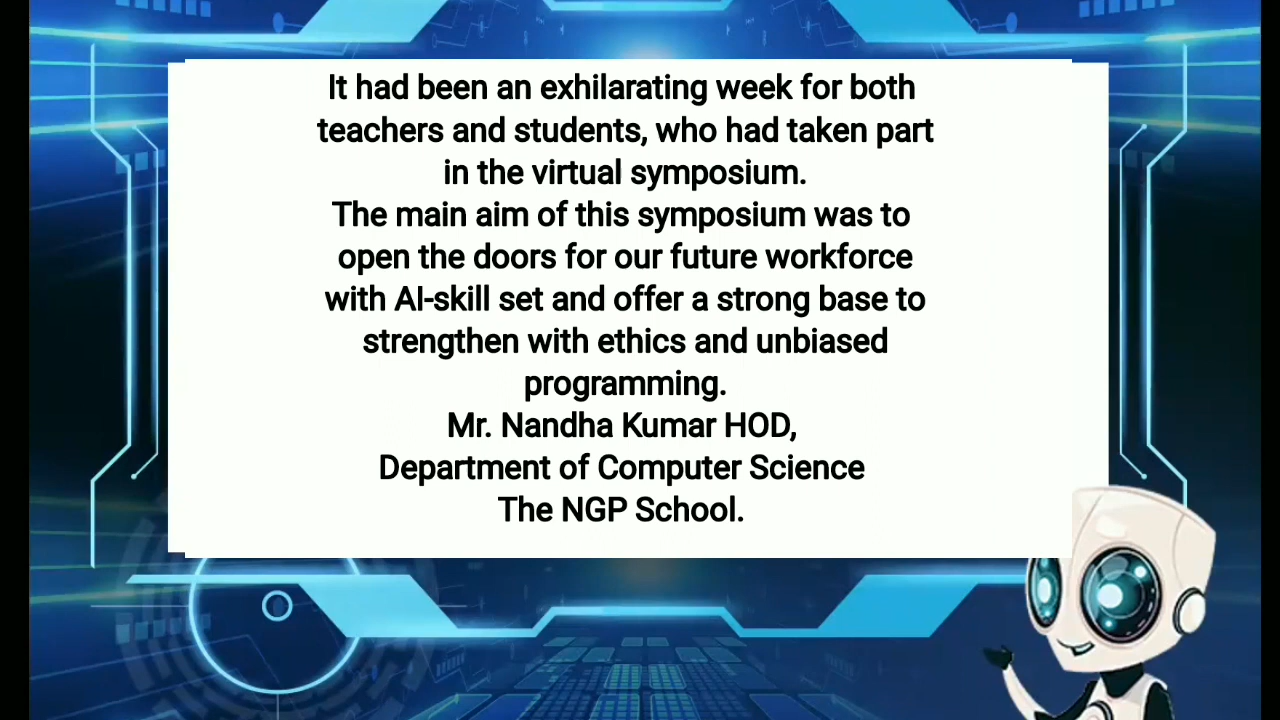 It had been an exhilarating week for both
teachers and students, who had taken part
in the virtual symposium.
The main aim of this symposium was to
open the doors for our future workforce
with AI-skill set and offer a strong base to
strengthen with ethics and unbiased
programming.
Mr. Nandha Kumar HOD,
Department of Computer Science
The NGP School.